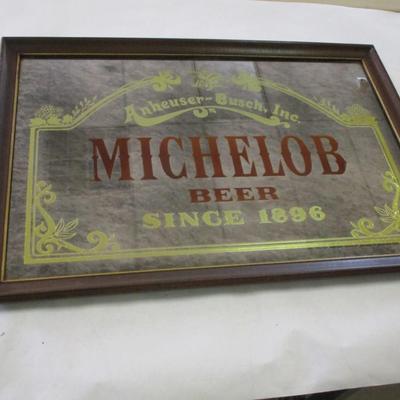 Anheuser-Busch, Inc.
MICHELOB
BEER
SINCE 1896